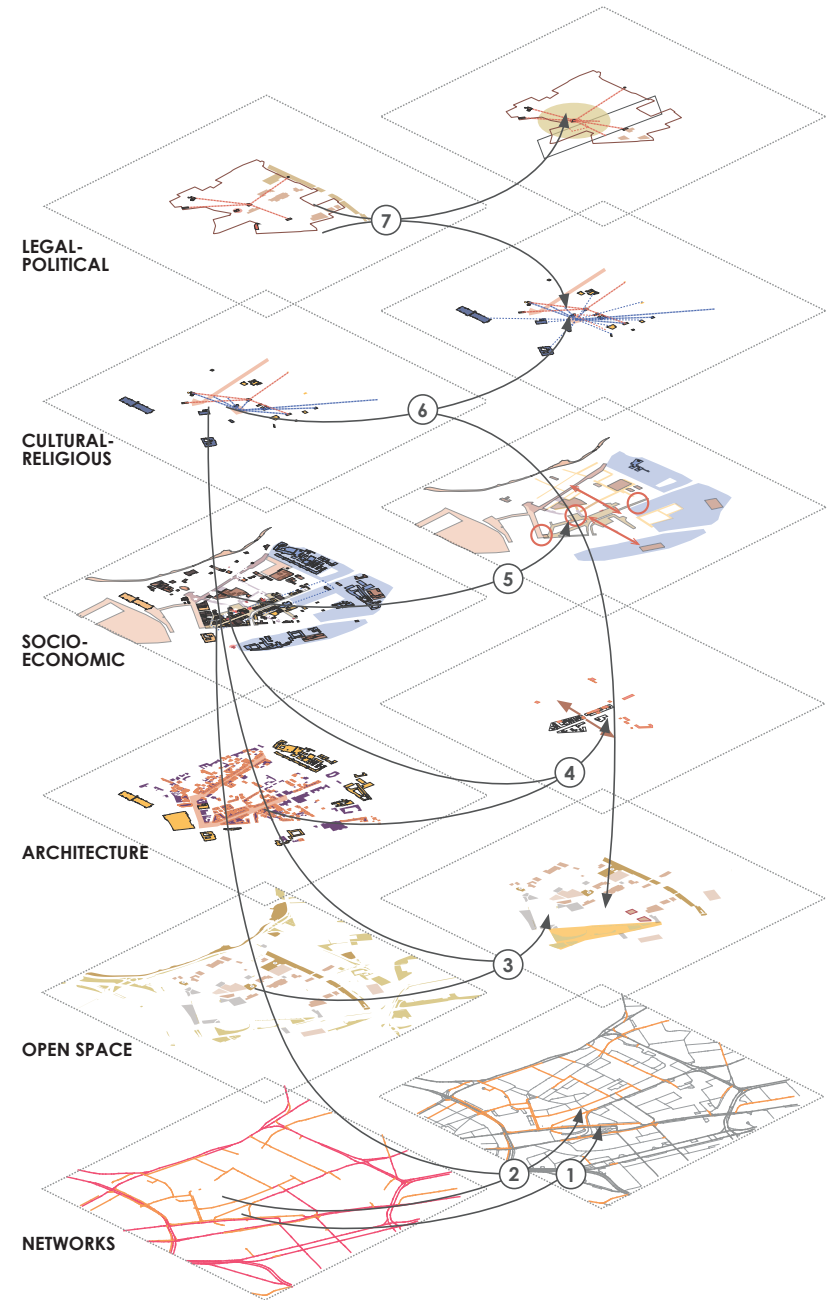 7
LEGAL-
POLITICAL
6
CULTURAL-
RELIGIOUS
5
SOCIO-
ECONOMIC
4
ARCHITECTURE
3
OPEN SPACE
2
1
NETWORKS